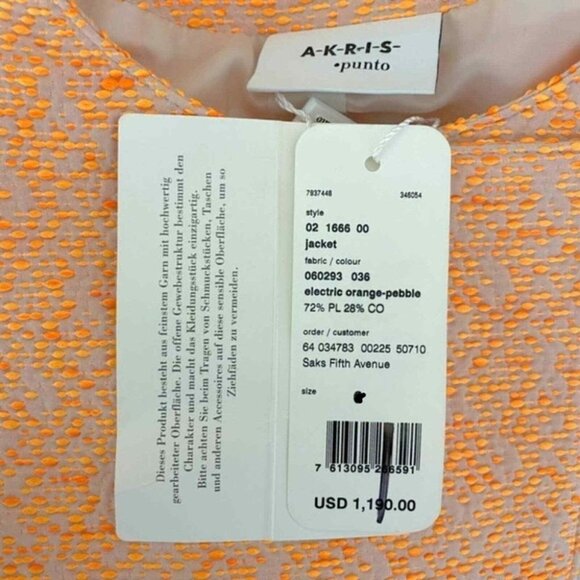 A-K-R-I-S-
•punto
Dieses Produkt besteht aus feinstem Garn mit hochwertig
gearbeiteter Oberfläche. Die offene Gewebestruktur bestimmt den
Charakter und macht das Kleidungsstück einzigartig.
Bitte achten Sie beim Tragen von Schmuckstücken, Taschen
und anderen Accessoires auf diese sensible Oberfläche, um so
Ziehfäden zu vermeiden.
7937446 346054
style
02 1666 00
jacket
fabric / colour
060293 036
electric orange-pebble
72% PL 28% CO
order / customer
64 034783 00225 50710
Saks Fifth Avenue
size
7 613095 256591
USD 1,190.00